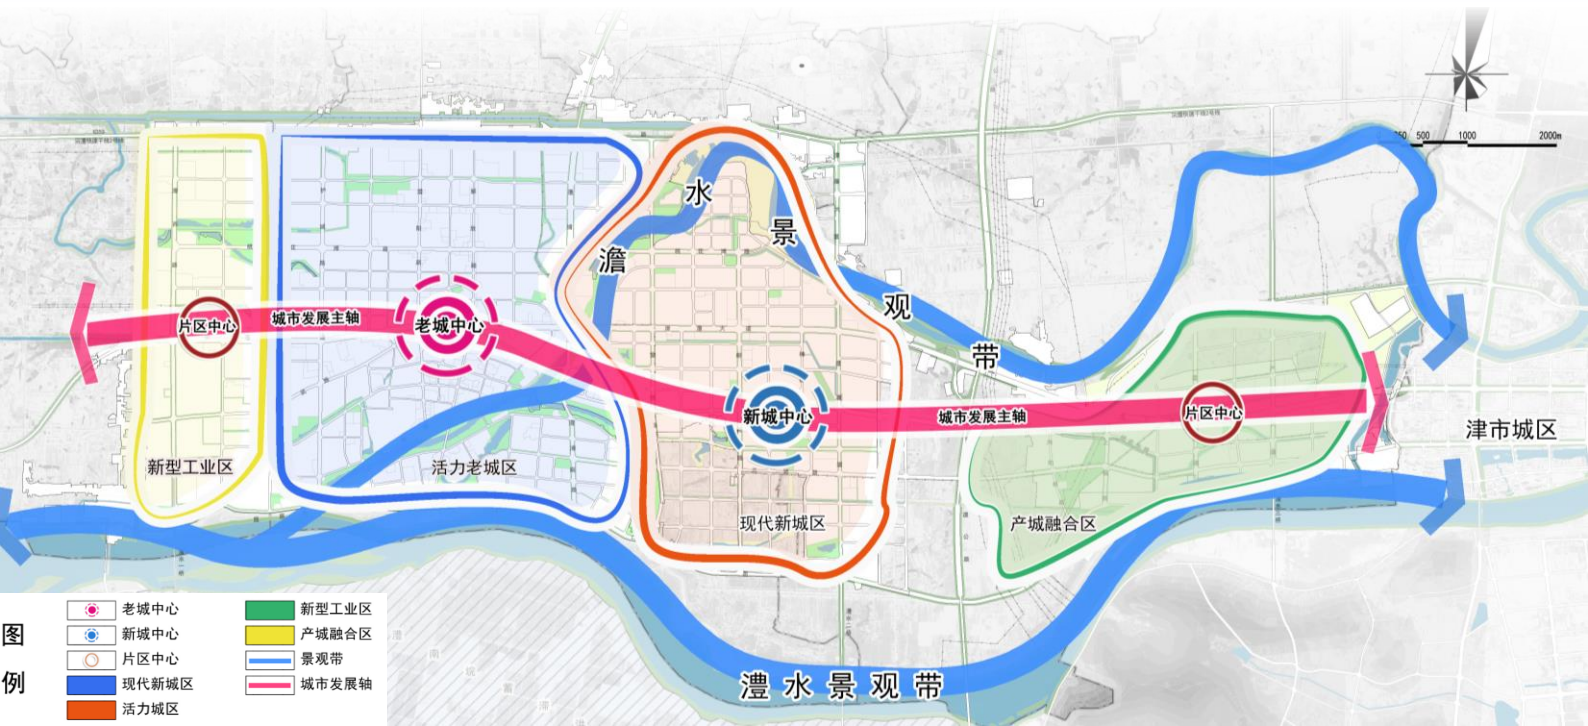 水
景
澹
观
带
500 1000 2000m
片区中心
城市发展主轴
老城中心
新城中心
城市发展主轴
片区中心
津市城区
新型工业区
活力老城区
现代新城区
产城融合区
澧水景观带
图例
老城中心
新城中心
片区中心
现代新城区
活力城区
新型工业区
产城融合区
景观带
城市发展轴